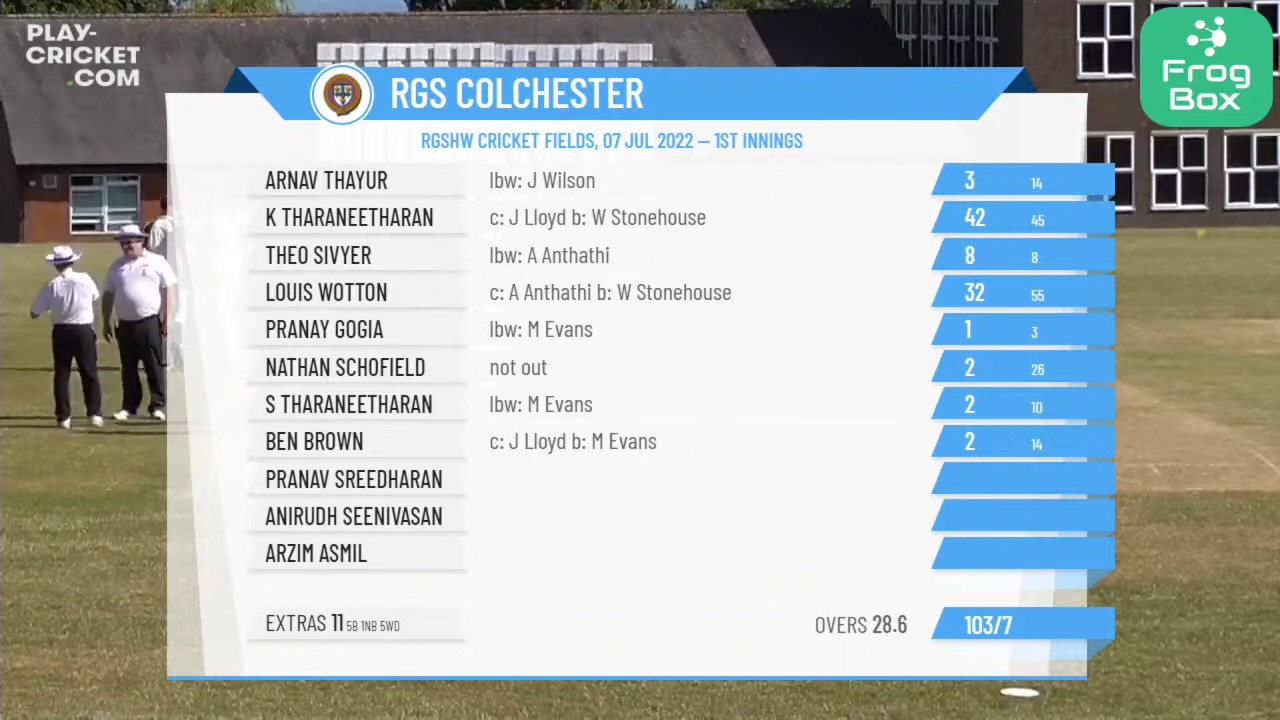 PLAY-
CRICKET
.COM
Frog
Box
RGS COLCHESTER
RGSHW CRICKET FIELDS, 07 JUL 2022 – 1ST INNINGS
ARNAV THAYUR lbw: J Wilson 3 14
K THARANEETHARAN c: J Lloyd b: W Stonehouse 42 45
THEO SIVYER lbw: A Anthathi 8 8
LOUIS WOTTON c: A Anthathi b: W Stonehouse 32 55
PRANAY GOGIA lbw: M Evans 1 3
NATHAN SCHOFIELD not out 2 26
S THARANEETHARAN lbw: M Evans 2 10
BEN BROWN c: J Lloyd b: M Evans 2 14
PRANAV SREEDHARAN
ANIRUDH SEENIVASAN
ARZIM ASMIL
EXTRAS 11 5B 1NB 5WD OVERS 28.6 103/7